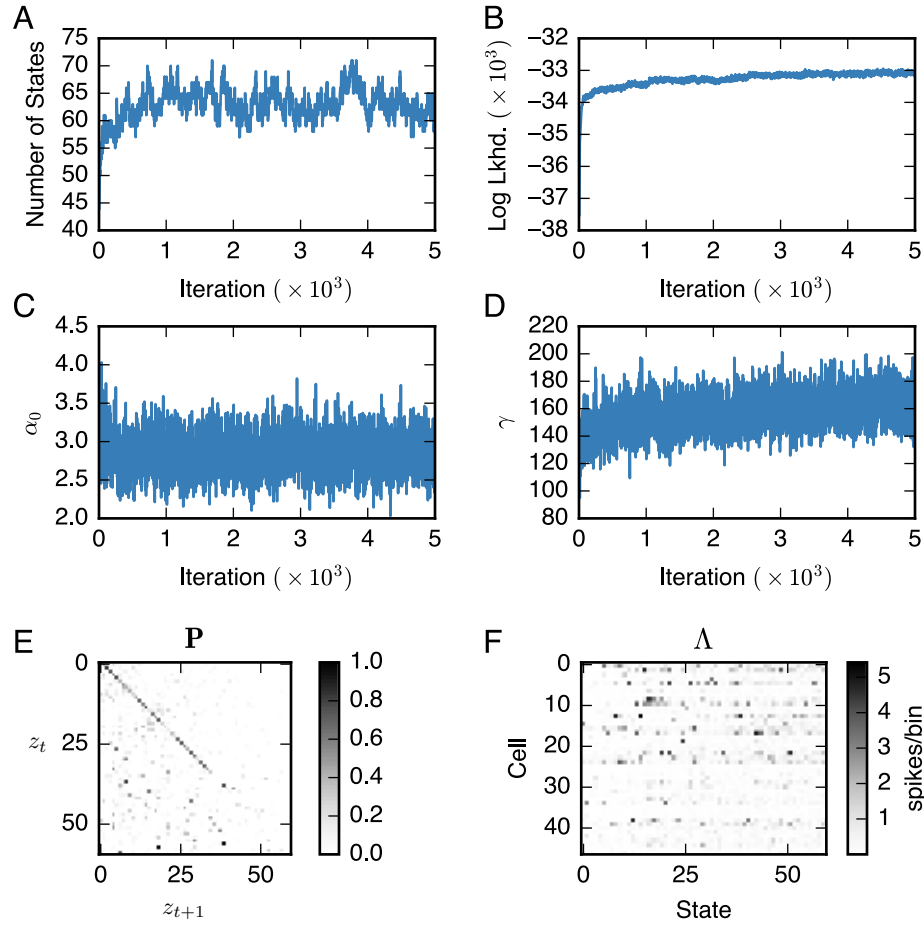 A
Number of States
75
70
65
60
55
50
45
40
0 1 2 3 4 5
Iteration (×10³)
B
Log Lkhd. (×10³)
−32
−33
−34
−35
−36
−37
−38
0 1 2 3 4 5
Iteration (×10³)
C
α₀
4.5
4.0
3.5
3.0
2.5
2.0
0 1 2 3 4 5
Iteration (×10³)
D
γ
220
200
180
160
140
120
100
80
0 1 2 3 4 5
Iteration (×10³)
E
P
z_t
0
25
50
0 25 50
z_{t+1}
1.0
0.8
0.6
0.4
0.2
0.0
F
Λ
Cell
0
10
20
30
40
0 25 50
State
5
4
3
2
1
spikes/bin